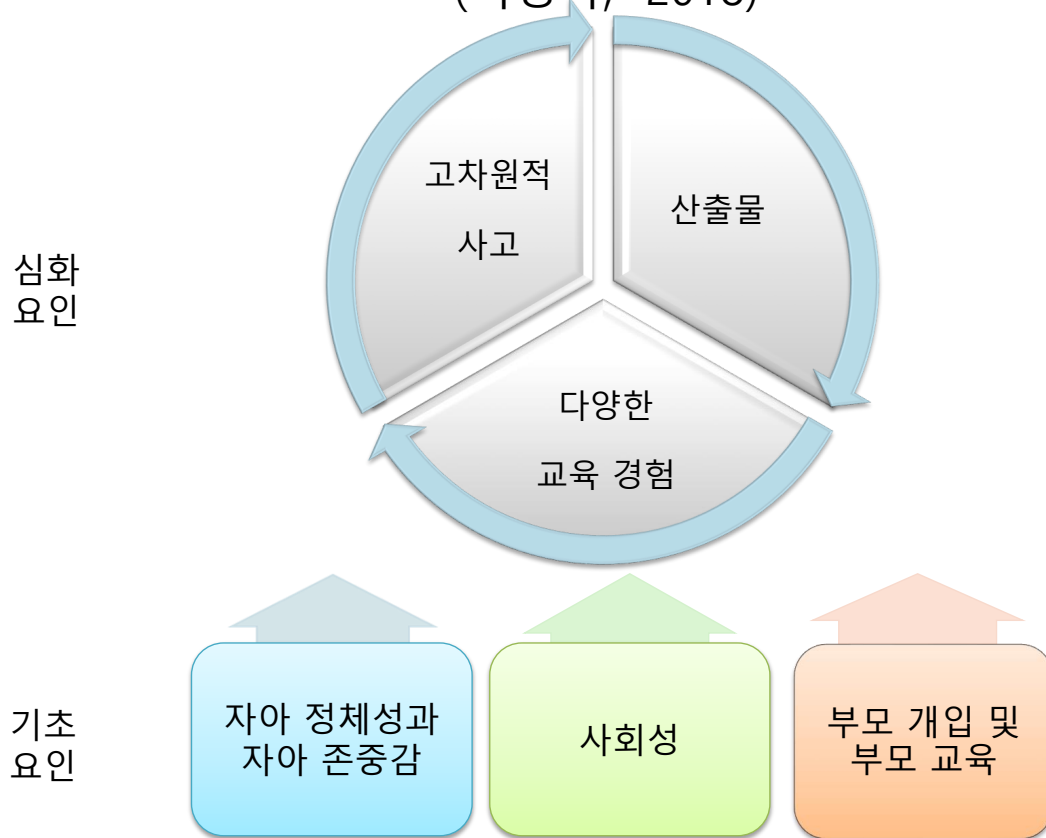 고차원적
사고
산출물
심화
요인
다양한
교육 경험
기초
요인
자아 정체성과
자아 존중감
사회성
부모 개입 및
부모 교육